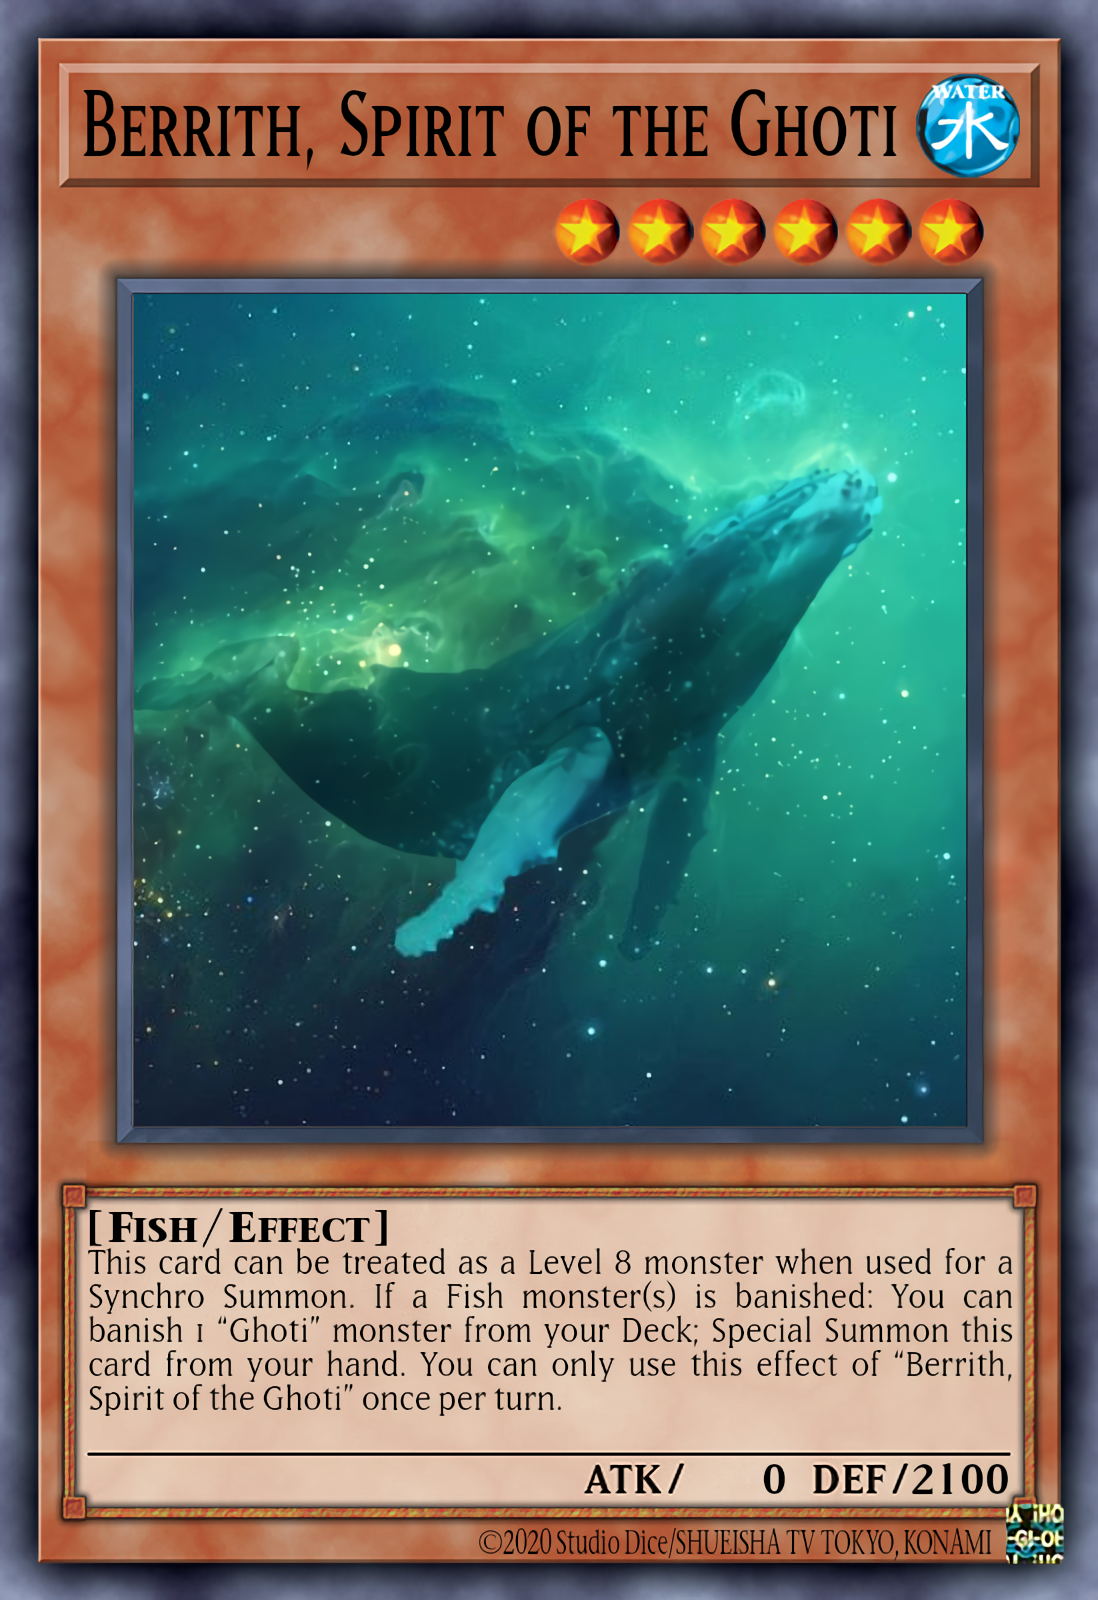 Berrith, Spirit of the Ghoti
WATER
水
[Fish/Effect]
This card can be treated as a Level 8 monster when used for a
Synchro Summon. If a Fish monster(s) is banished: You can
banish 1 “Ghoti” monster from your Deck; Special Summon this
card from your hand. You can only use this effect of “Berrith,
Spirit of the Ghoti” once per turn.
ATK/ 0 DEF/2100
©2020 Studio Dice/SHUEISHA TV TOKYO, KONAMI